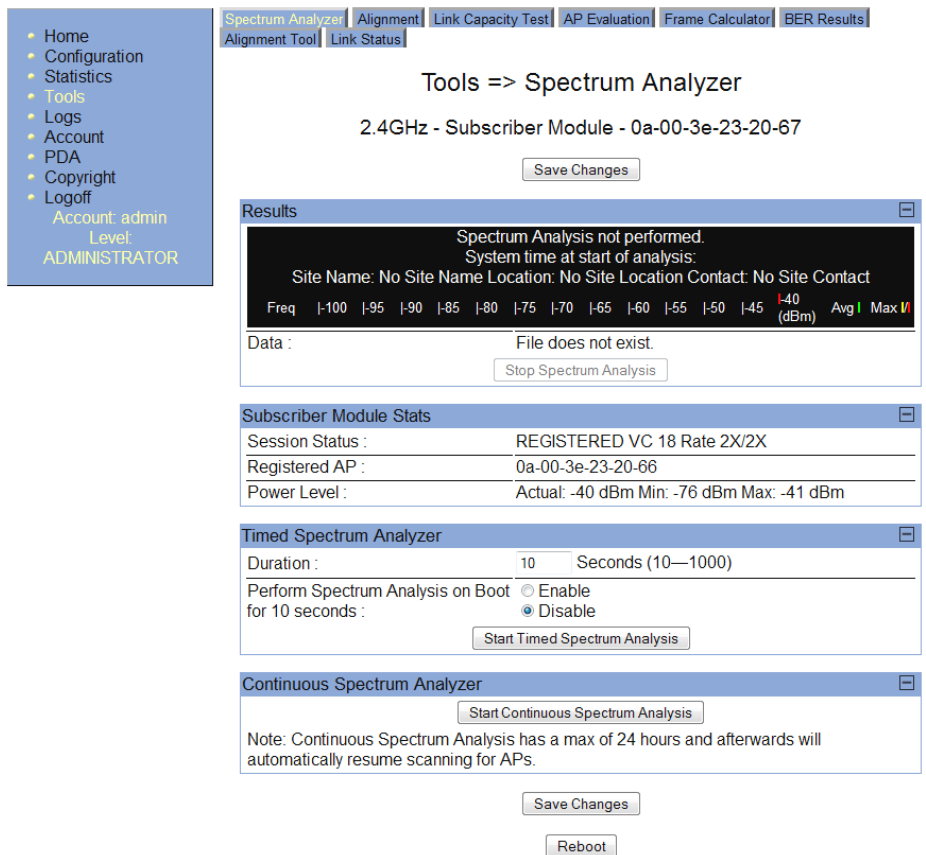 Home
Configuration
Statistics
Tools
Logs
Account
PDA
Copyright
Logoff
Account: admin
Level:
ADMINISTRATOR
Spectrum Analyzer Alignment Link Capacity Test AP Evaluation Frame Calculator BER Results
Alignment Tool Link Status
Tools => Spectrum Analyzer
2.4GHz - Subscriber Module - 0a-00-3e-23-20-67
Save Changes
Results
Spectrum Analysis not performed.
System time at start of analysis:
Site Name: No Site Name Location: No Site Location Contact: No Site Contact
Freq |-100 |-95 |-90 |-85 |-80 |-75 |-70 |-65 |-60 |-55 |-50 |-45 |-40 (dBm) Avg | Max |/|
Data : File does not exist.
Stop Spectrum Analysis
Subscriber Module Stats
Session Status : REGISTERED VC 18 Rate 2X/2X
Registered AP : 0a-00-3e-23-20-66
Power Level : Actual: -40 dBm Min: -76 dBm Max: -41 dBm
Timed Spectrum Analyzer
Duration : 10 Seconds (10—1000)
Perform Spectrum Analysis on Boot Enable
for 10 seconds : Disable
Start Timed Spectrum Analysis
Continuous Spectrum Analyzer
Start Continuous Spectrum Analysis
Note: Continuous Spectrum Analysis has a max of 24 hours and afterwards will
automatically resume scanning for APs.
Save Changes
Reboot